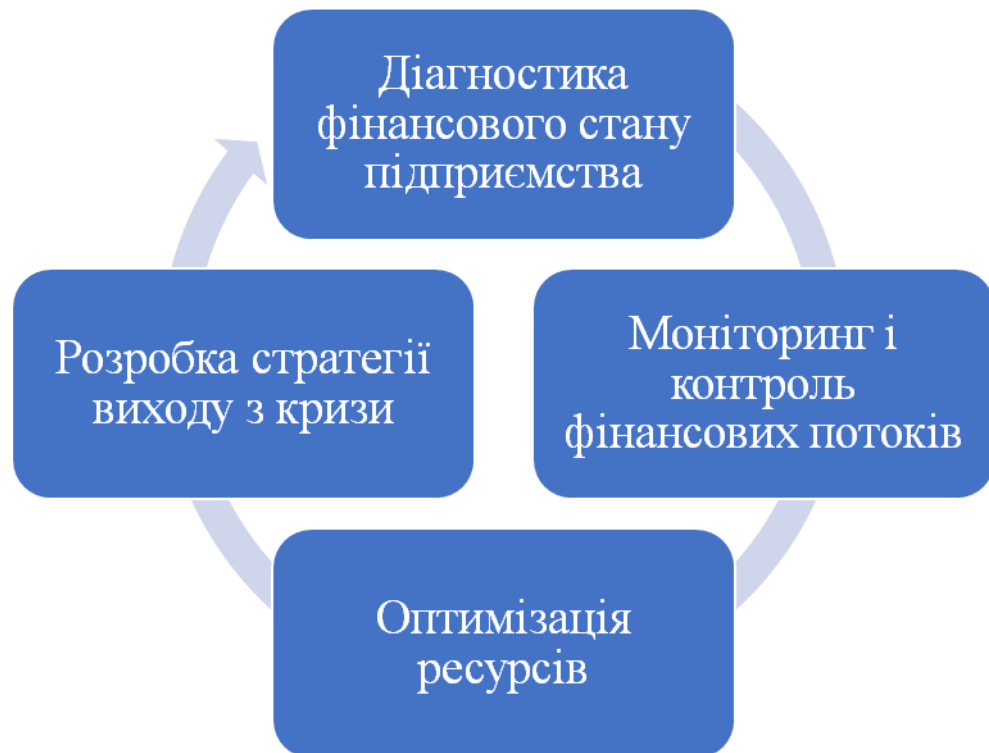 Діагностика
фінансового стану
підприємства
Моніторинг і
контроль
фінансових потоків
Оптимізація
ресурсів
Розробка стратегії
виходу з кризи